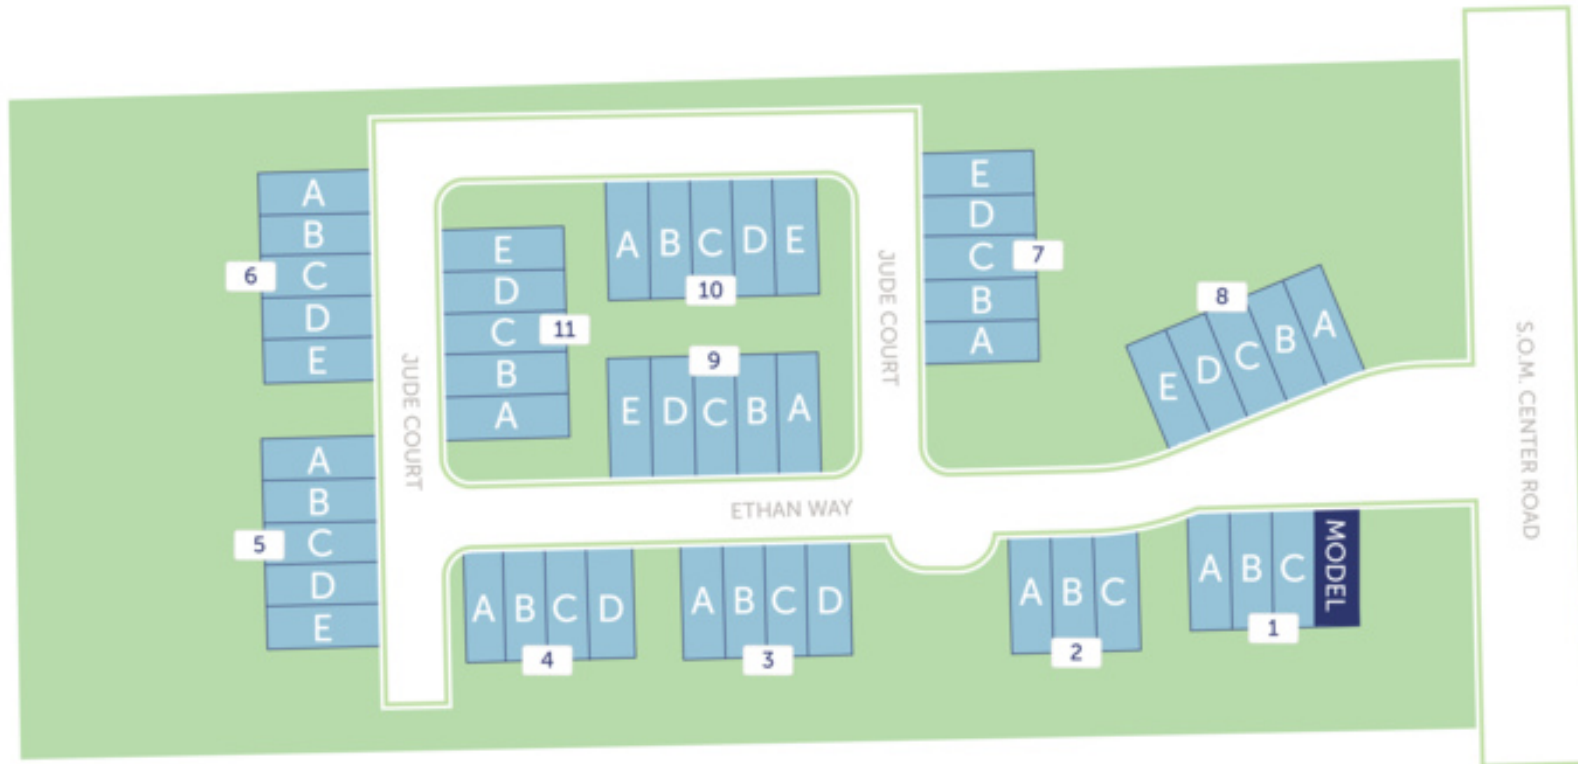 A
B
C
D
E
6
A
B
C
D
E
5
JUDE COURT
E
D
C
B
A
11
A B C D E
10
9
E D C B A
JUDE COURT
E
D
C
B
A
7
8
E D C B A
ETHAN WAY
A B C D
4
A B C D
3
A B C
2
A B C MODEL
1
S.O.M. CENTER ROAD